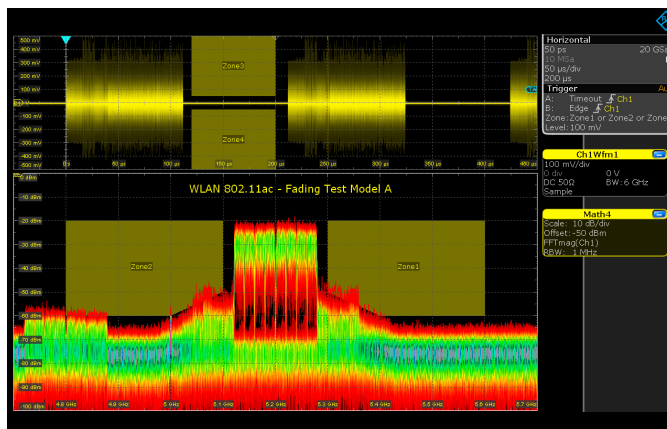 500 mV
400 mV
300 mV
200 mV
100 mV
-100 mV
-200 mV
-300 mV
-400 mV
-500 mV
Zone3
Zone4
0 s
50 µs
100 µs
150 µs
200 µs
250 µs
300 µs
350 µs
400 µs
450 µs
TA
0 dBm
-10 dBm
-20 dBm
-30 dBm
-40 dBm
-50 dBm
-60 dBm
-70 dBm
-80 dBm
-90 dBm
-100 dBm
WLAN 802.11ac - Fading Test Model A
Zone2
Zone1
4.8 GHz
4.9 GHz
5 GHz
5.1 GHz
5.2 GHz
5.3 GHz
5.4 GHz
5.5 GHz
5.6 GHz
5.7 GHz
Horizontal
50 ps 20 GSa
10 MSa
50 µs/div
200 µs
Trigger Au
A: Timeout Ch1
B: Edge Ch1
Zone:Zone1 or Zone2 or Zone
Level:100 mV
Ch1Wfm1
100 mV/div
0 div 0 V
DC 50Ω BW:6 GHz
Sample
Math4
Scale: 10 dB/div
Offset:-50 dBm
FFTmag(Ch1)
RBW: 1 MHz